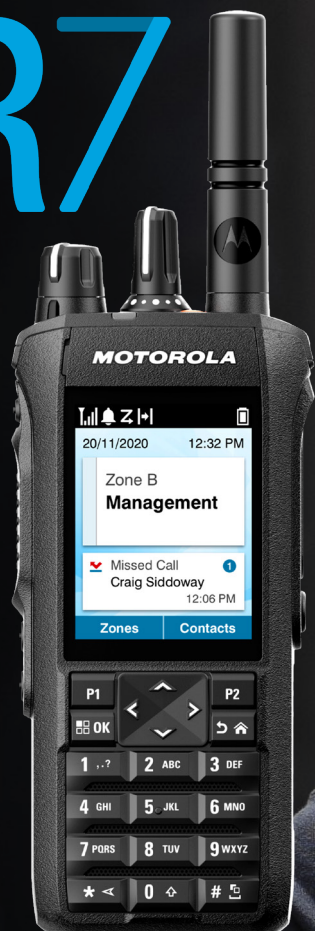 R7
MOTOROLA
20/11/2020 12:32 PM
Zone B
Management
Missed Call 1
Craig Siddoway
12:06 PM
Zones Contacts
P1 P2
OK
1 ,.? 2 ABC 3 DEF
4 GHI 5 JKL 6 MNO
7 PQRS 8 TUV 9 WXYZ
* 0 #